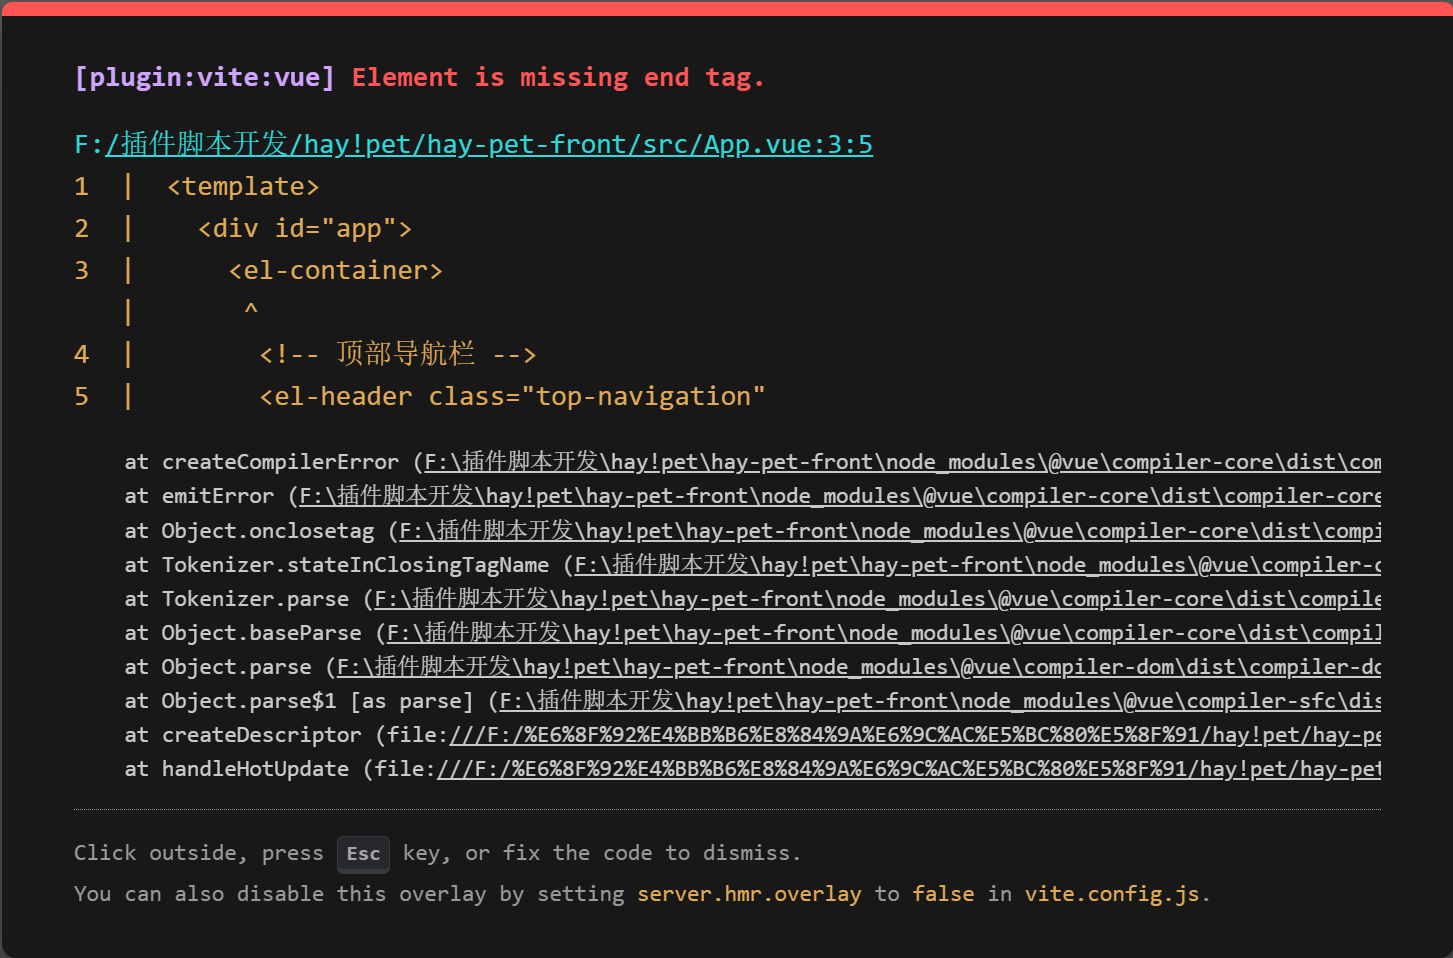 [plugin:vite:vue] Element is missing end tag.
F:/插件脚本开发/hay!pet/hay-pet-front/src/App.vue:3:5
1  |  <template>
2  |    <div id="app">
3  |      <el-container>
   |       ^
4  |        <!-- 顶部导航栏 -->
5  |        <el-header class="top-navigation"
at createCompilerError (F:\插件脚本开发\hay!pet\hay-pet-front\node_modules\@vue\compiler-core\dist\com
at emitError (F:\插件脚本开发\hay!pet\hay-pet-front\node_modules\@vue\compiler-core\dist\compiler-core
at Object.onclosetag (F:\插件脚本开发\hay!pet\hay-pet-front\node_modules\@vue\compiler-core\dist\compi
at Tokenizer.stateInClosingTagName (F:\插件脚本开发\hay!pet\hay-pet-front\node_modules\@vue\compiler-c
at Tokenizer.parse (F:\插件脚本开发\hay!pet\hay-pet-front\node_modules\@vue\compiler-core\dist\compile
at Object.baseParse (F:\插件脚本开发\hay!pet\hay-pet-front\node_modules\@vue\compiler-core\dist\compil
at Object.parse (F:\插件脚本开发\hay!pet\hay-pet-front\node_modules\@vue\compiler-dom\dist\compiler-do
at Object.parse$1 [as parse] (F:\插件脚本开发\hay!pet\hay-pet-front\node_modules\@vue\compiler-sfc\dis
at createDescriptor (file:///F:/%E6%8F%92%E4%BB%B6%E8%84%9A%E6%9C%AC%E5%BC%80%E5%8F%91/hay!pet/hay-pe
at handleHotUpdate (file:///F:/%E6%8F%92%E4%BB%B6%E8%84%9A%E6%9C%AC%E5%BC%80%E5%8F%91/hay!pet/hay-pet
Click outside, press Esc key, or fix the code to dismiss.
You can also disable this overlay by setting server.hmr.overlay to false in vite.config.js.